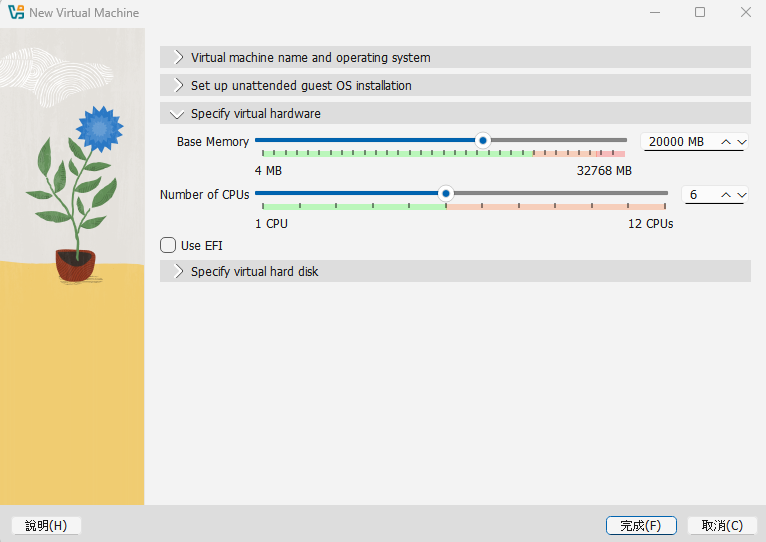 New Virtual Machine
Virtual machine name and operating system
Set up unattended guest OS installation
Specify virtual hardware
Base Memory
20000 MB
4 MB
32768 MB
Number of CPUs
6
1 CPU
12 CPUs
Use EFI
Specify virtual hard disk
說明(H)
完成(F)
取消(C)